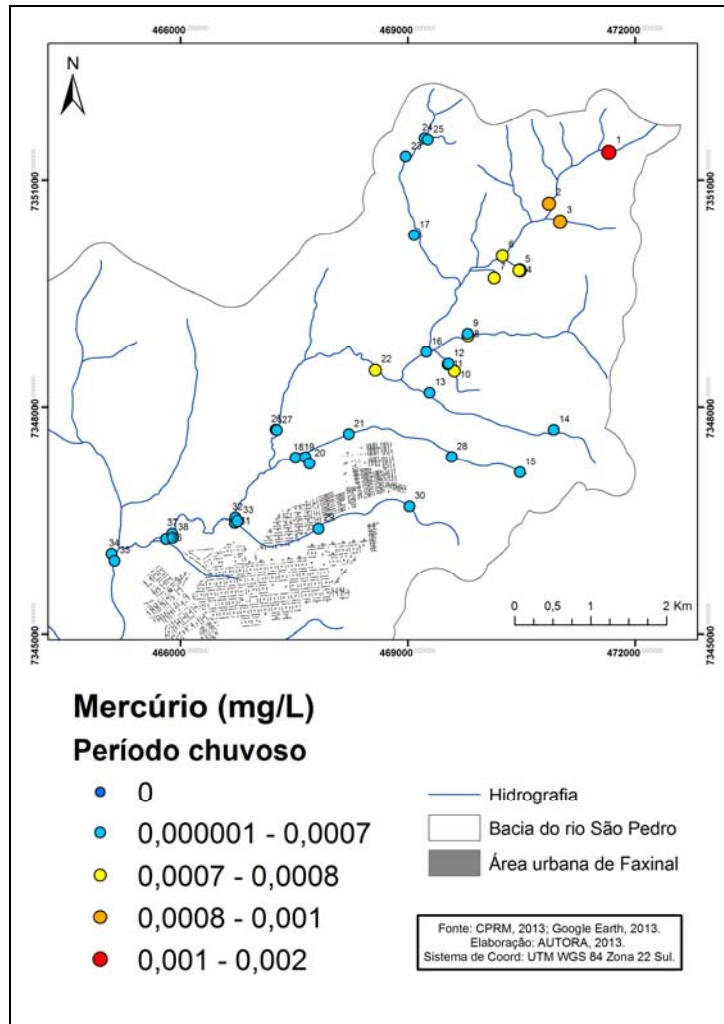 466000 469000 472000
N
24 25
23
1
7351000 7351000
2
3
17
6
5
4
7
9
8
16
12
11
10
22
13
7348000 7348000
26 27
14
21
18 19
20
28
15
30
32
33
31
29
37
38
34
35
0 0,5 1 2 Km
7345000 7345000
466000 469000 472000
Mercúrio (mg/L)
Período chuvoso
0
0,000001 - 0,0007
0,0007 - 0,0008
0,0008 - 0,001
0,001 - 0,002
Hidrografia
Bacia do rio São Pedro
Área urbana de Faxinal
Fonte: CPRM, 2013; Google Earth, 2013.
Elaboração: AUTORA, 2013.
Sistema de Coord: UTM WGS 84 Zona 22 Sul.